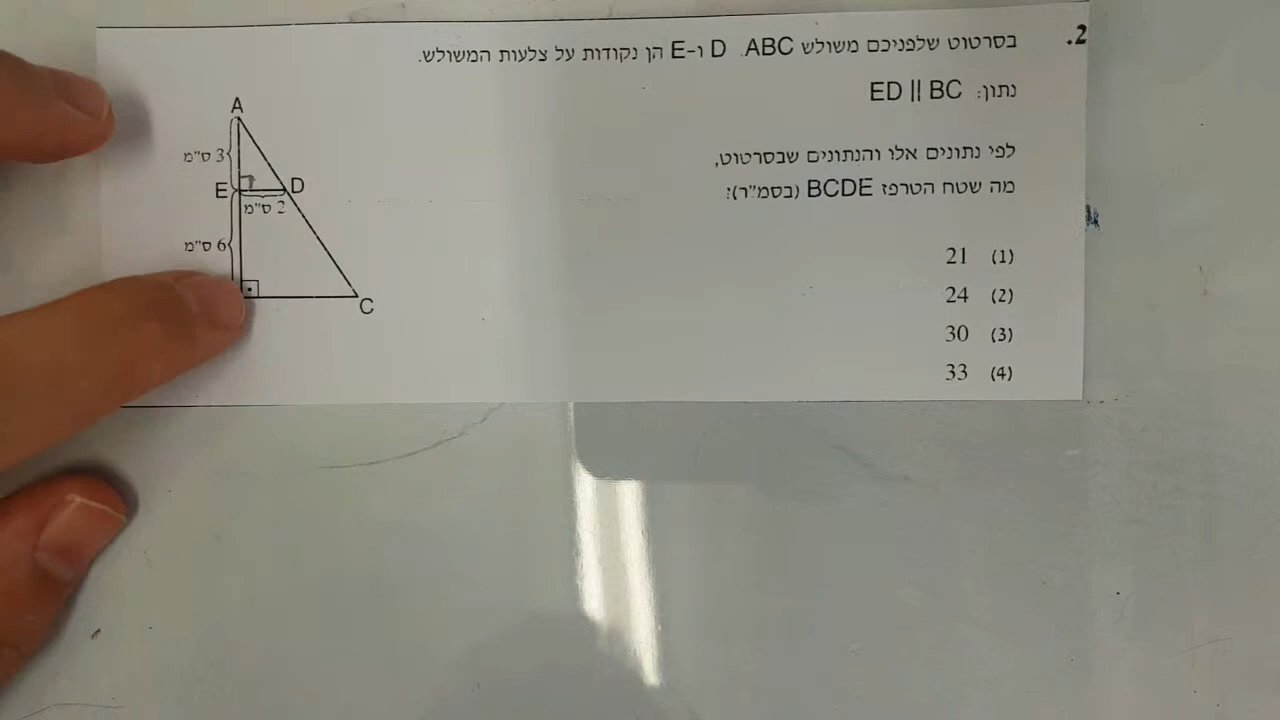 2. בסרטוט שלפניכם משולש ABC. D ו-E הן נקודות על צלעות המשולש.
נתון: ED || BC
לפי נתונים אלו והנתונים שבסרטוט,
מה שטח הטרפז BCDE (בסמ"ר)?
(1) 21
(2) 24
(3) 30
(4) 33
A
3 ס"מ
E
D
2 ס"מ
6 ס"מ
C